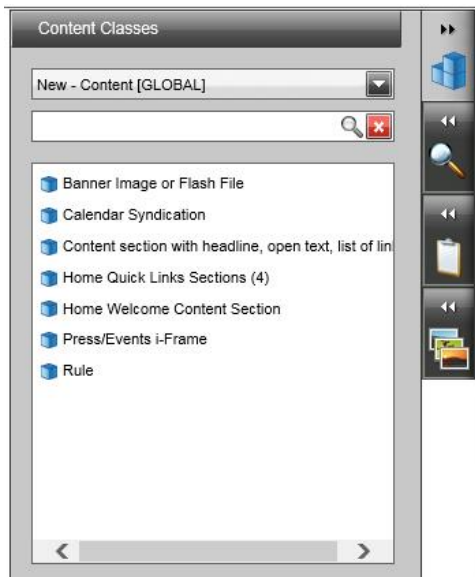 Content Classes
New - Content [GLOBAL]
Banner Image or Flash File
Calendar Syndication
Content section with headline, open text, list of lin
Home Quick Links Sections (4)
Home Welcome Content Section
Press/Events i-Frame
Rule